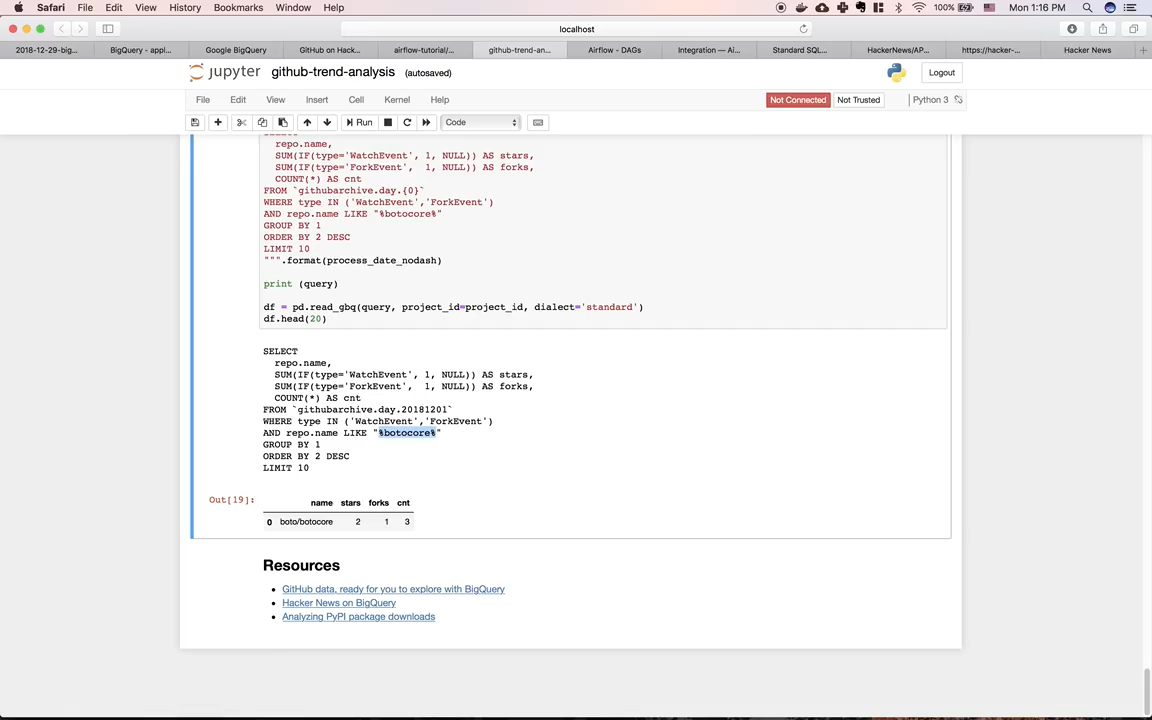 Safari File Edit View History Bookmarks Window Help 100% Mon 1:16 PM
localhost
2018-12-29-big... BigQuery - appl... Google BigQuery GitHub on Hack... airflow-tutorial/... github-trend-an... Airflow - DAGs Integration — Ai... Standard SQL... HackerNews/AP... https://hacker-... Hacker News
jupyter github-trend-analysis (autosaved) Logout
File Edit View Insert Cell Kernel Help Not Connected Not Trusted Python 3
Run Code
repo.name,
SUM(IF(type='WatchEvent', 1, NULL)) AS stars,
SUM(IF(type='ForkEvent',  1, NULL)) AS forks,
COUNT(*) AS cnt
FROM `githubarchive.day.{0}`
WHERE type IN ('WatchEvent','ForkEvent')
AND repo.name LIKE "%botocore%"
GROUP BY 1
ORDER BY 2 DESC
LIMIT 10
""".format(process_date_nodash)
print (query)
df = pd.read_gbq(query, project_id=project_id, dialect='standard')
df.head(20)
SELECT
repo.name,
SUM(IF(type='WatchEvent', 1, NULL)) AS stars,
SUM(IF(type='ForkEvent',  1, NULL)) AS forks,
COUNT(*) AS cnt
FROM `githubarchive.day.20181201`
WHERE type IN ('WatchEvent','ForkEvent')
AND repo.name LIKE "%botocore%"
GROUP BY 1
ORDER BY 2 DESC
LIMIT 10
Out[19]:
name stars forks cnt
0 boto/botocore 2 1 3
Resources
GitHub data, ready for you to explore with BigQuery
Hacker News on BigQuery
Analyzing PyPI package downloads